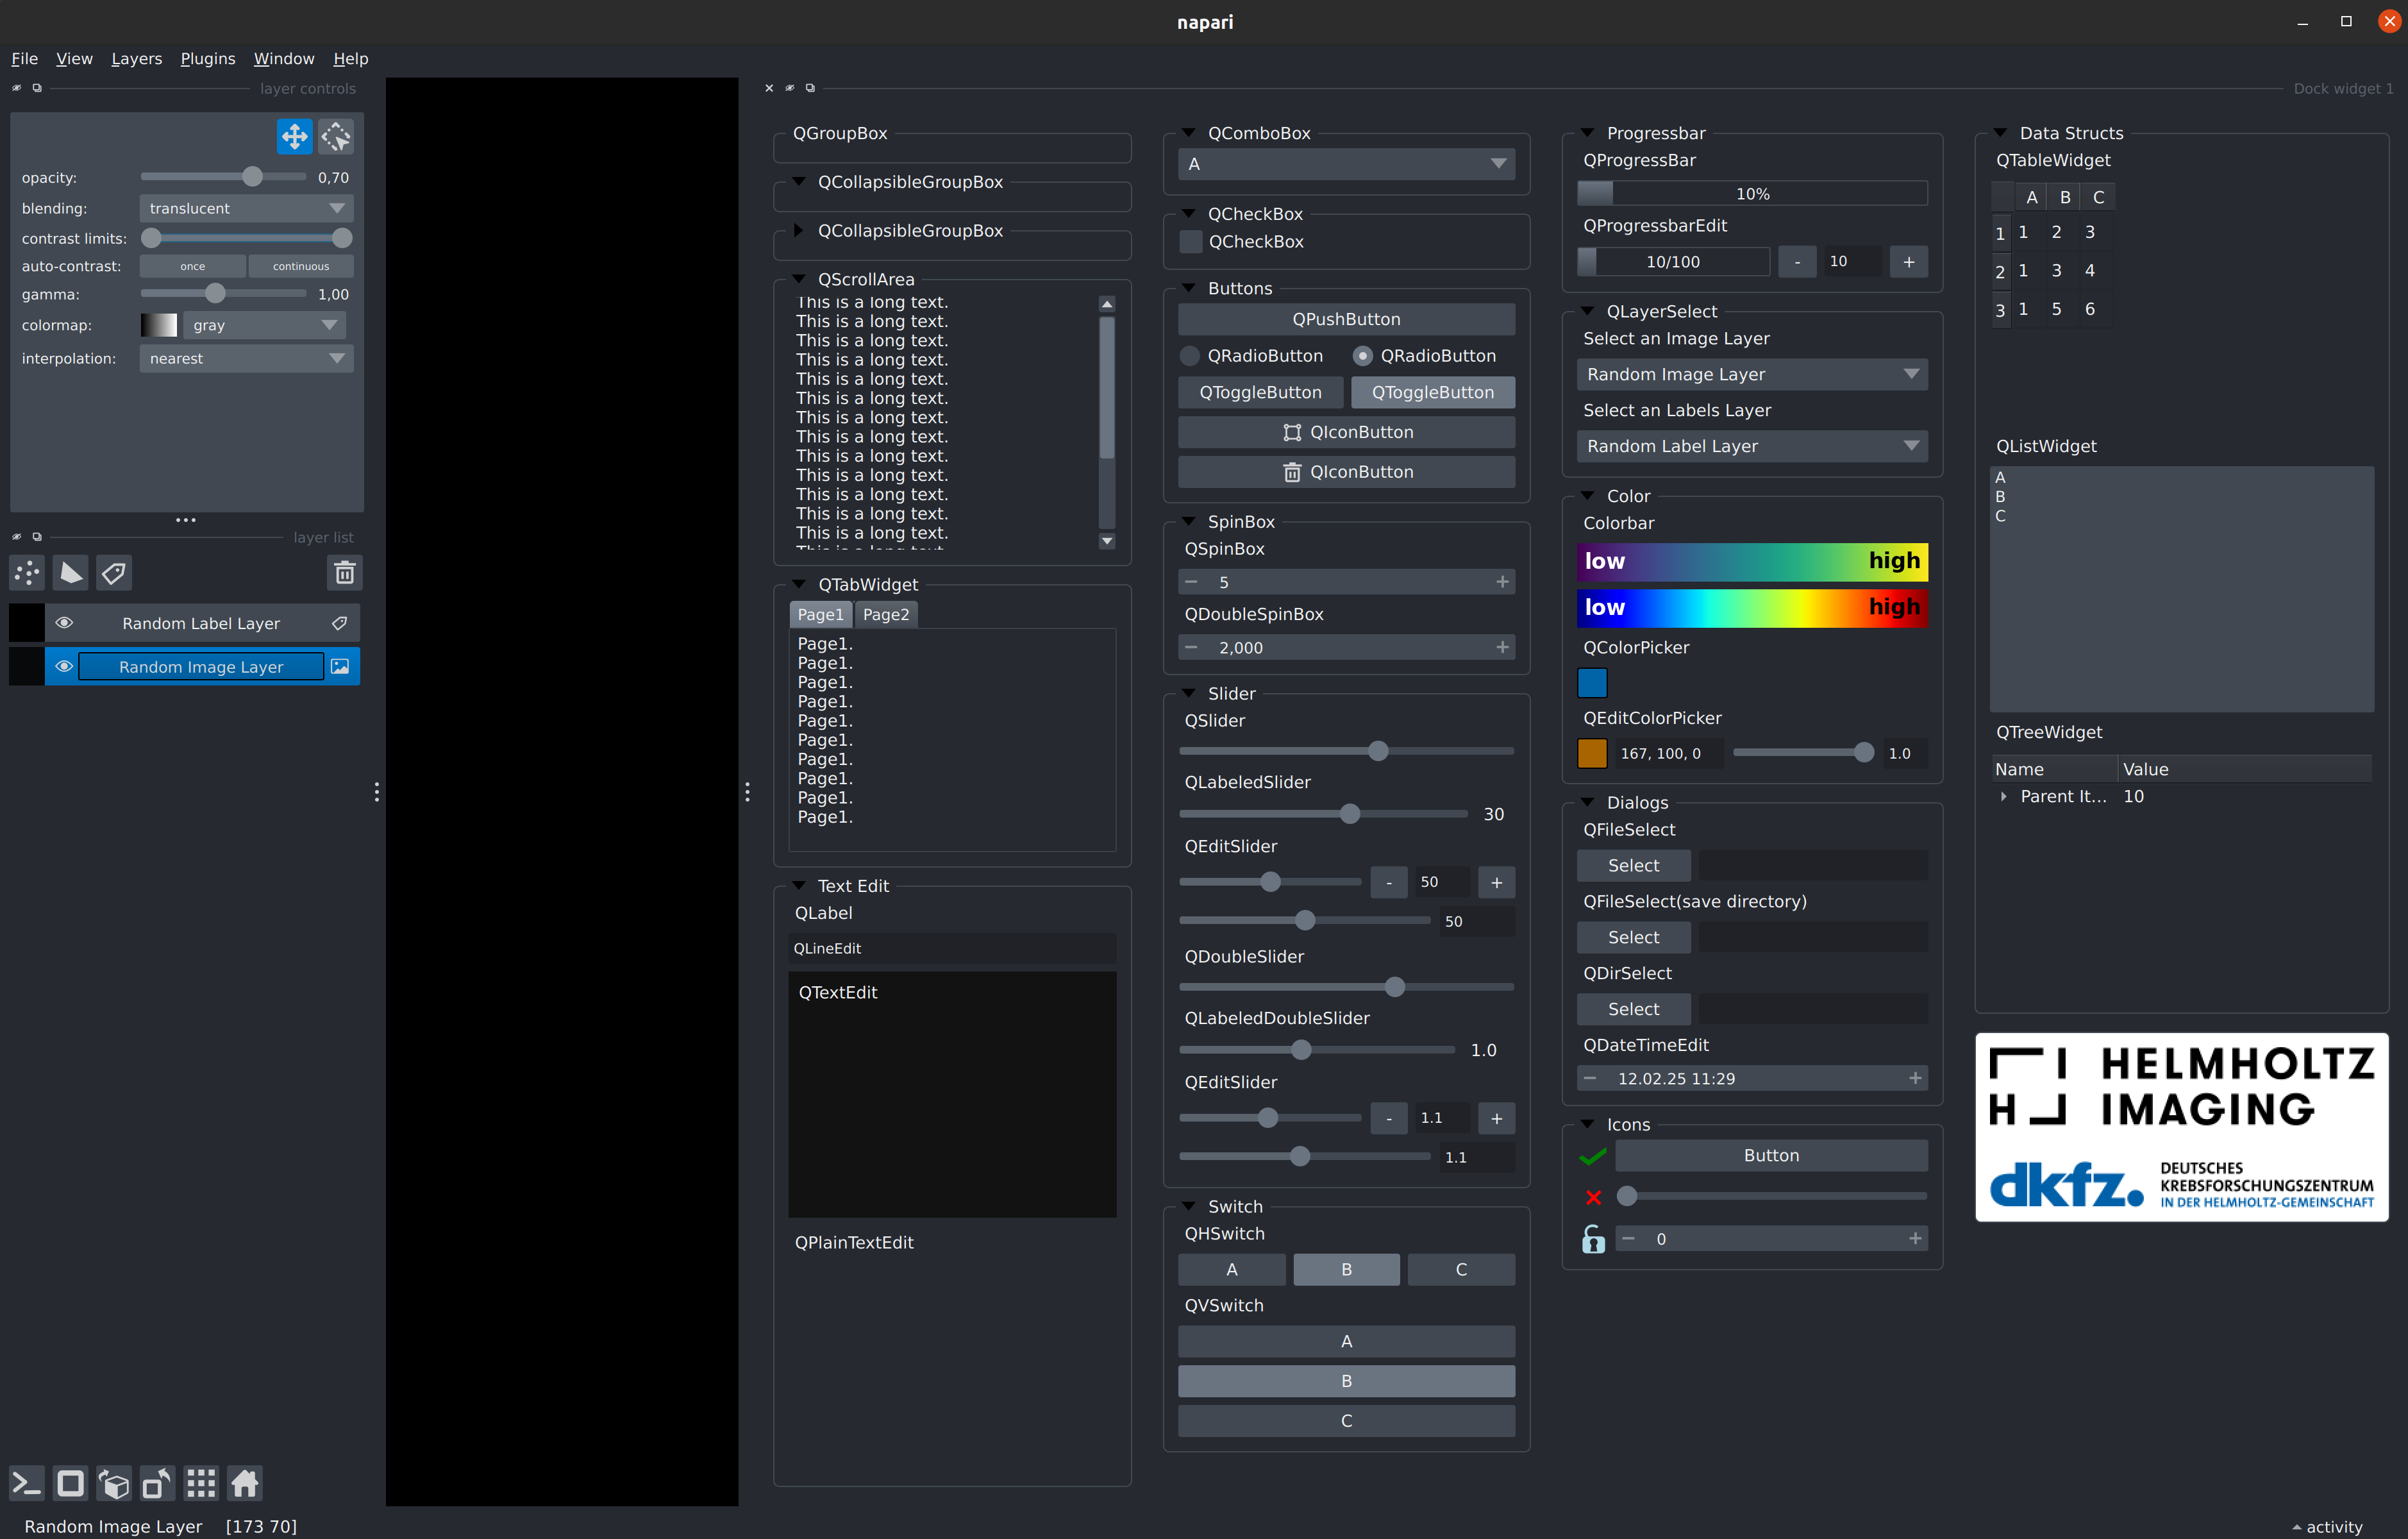 napari
File View Layers Plugins Window Help
layer controls
opacity: 0,70
blending: translucent
contrast limits:
auto-contrast: once continuous
gamma: 1,00
colormap: gray
interpolation: nearest
layer list
Random Label Layer
Random Image Layer
Random Image Layer [173 70]
Dock widget 1
QGroupBox
QCollapsibleGroupBox
QCollapsibleGroupBox
QScrollArea
This is a long text.
This is a long text.
This is a long text.
This is a long text.
This is a long text.
This is a long text.
This is a long text.
This is a long text.
This is a long text.
This is a long text.
This is a long text.
This is a long text.
This is a long text.
This is a long text.
QTabWidget
Page1 Page2
Page1.
Page1.
Page1.
Page1.
Page1.
Page1.
Page1.
Page1.
Page1.
Page1.
Text Edit
QLabel
QLineEdit
QTextEdit
QPlainTextEdit
QComboBox
A
QCheckBox
QCheckBox
Buttons
QPushButton
QRadioButton QRadioButton
QToggleButton QToggleButton
QIconButton
QIconButton
SpinBox
QSpinBox
− 5 +
QDoubleSpinBox
− 2,000 +
Slider
QSlider
QLabeledSlider
30
QEditSlider
- 50 +
50
QDoubleSlider
QLabeledDoubleSlider
1.0
QEditSlider
- 1.1 +
1.1
Switch
QHSwitch
A B C
QVSwitch
A
B
C
Progressbar
QProgressBar
10%
QProgressbarEdit
10/100 - 10 +
QLayerSelect
Select an Image Layer
Random Image Layer
Select an Labels Layer
Random Label Layer
Color
Colorbar
low high
low high
QColorPicker
QEditColorPicker
167, 100, 0 1.0
Dialogs
QFileSelect
Select
QFileSelect(save directory)
Select
QDirSelect
Select
QDateTimeEdit
− 12.02.25 11:29 +
Icons
Button
− 0 +
Data Structs
QTableWidget
A B C
1 1 2 3
2 1 3 4
3 1 5 6
QListWidget
A
B
C
QTreeWidget
Name Value
Parent It... 10
HELMHOLTZ
IMAGING
dkfz.
DEUTSCHES
KREBSFORSCHUNGSZENTRUM
IN DER HELMHOLTZ-GEMEINSCHAFT
activity